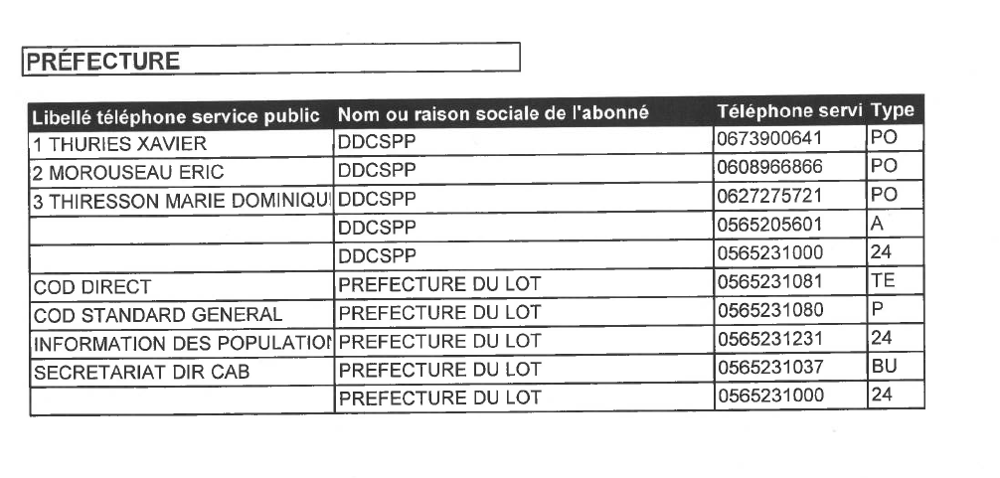 PRÉFECTURE
Libellé téléphone service public Nom ou raison sociale de l'abonné Téléphone servi Type
1 THURIES XAVIER DDCSPP 0673900641 PO
2 MOROUSEAU ERIC DDCSPP 0608966866 PO
3 THIRESSON MARIE DOMINIQU DDCSPP 0627275721 PO
DDCSPP 0565205601 A
DDCSPP 0565231000 24
COD DIRECT PREFECTURE DU LOT 0565231081 TE
COD STANDARD GENERAL PREFECTURE DU LOT 0565231080 P
INFORMATION DES POPULATION PREFECTURE DU LOT 0565231231 24
SECRETARIAT DIR CAB PREFECTURE DU LOT 0565231037 BU
PREFECTURE DU LOT 0565231000 24